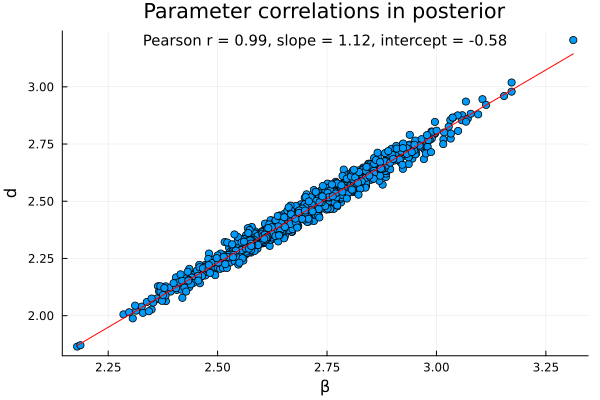 Parameter correlations in posterior
Pearson r = 0.99, slope = 1.12, intercept = -0.58
3.00
2.75
2.50
2.25
2.00
d
2.25 2.50 2.75 3.00 3.25
β